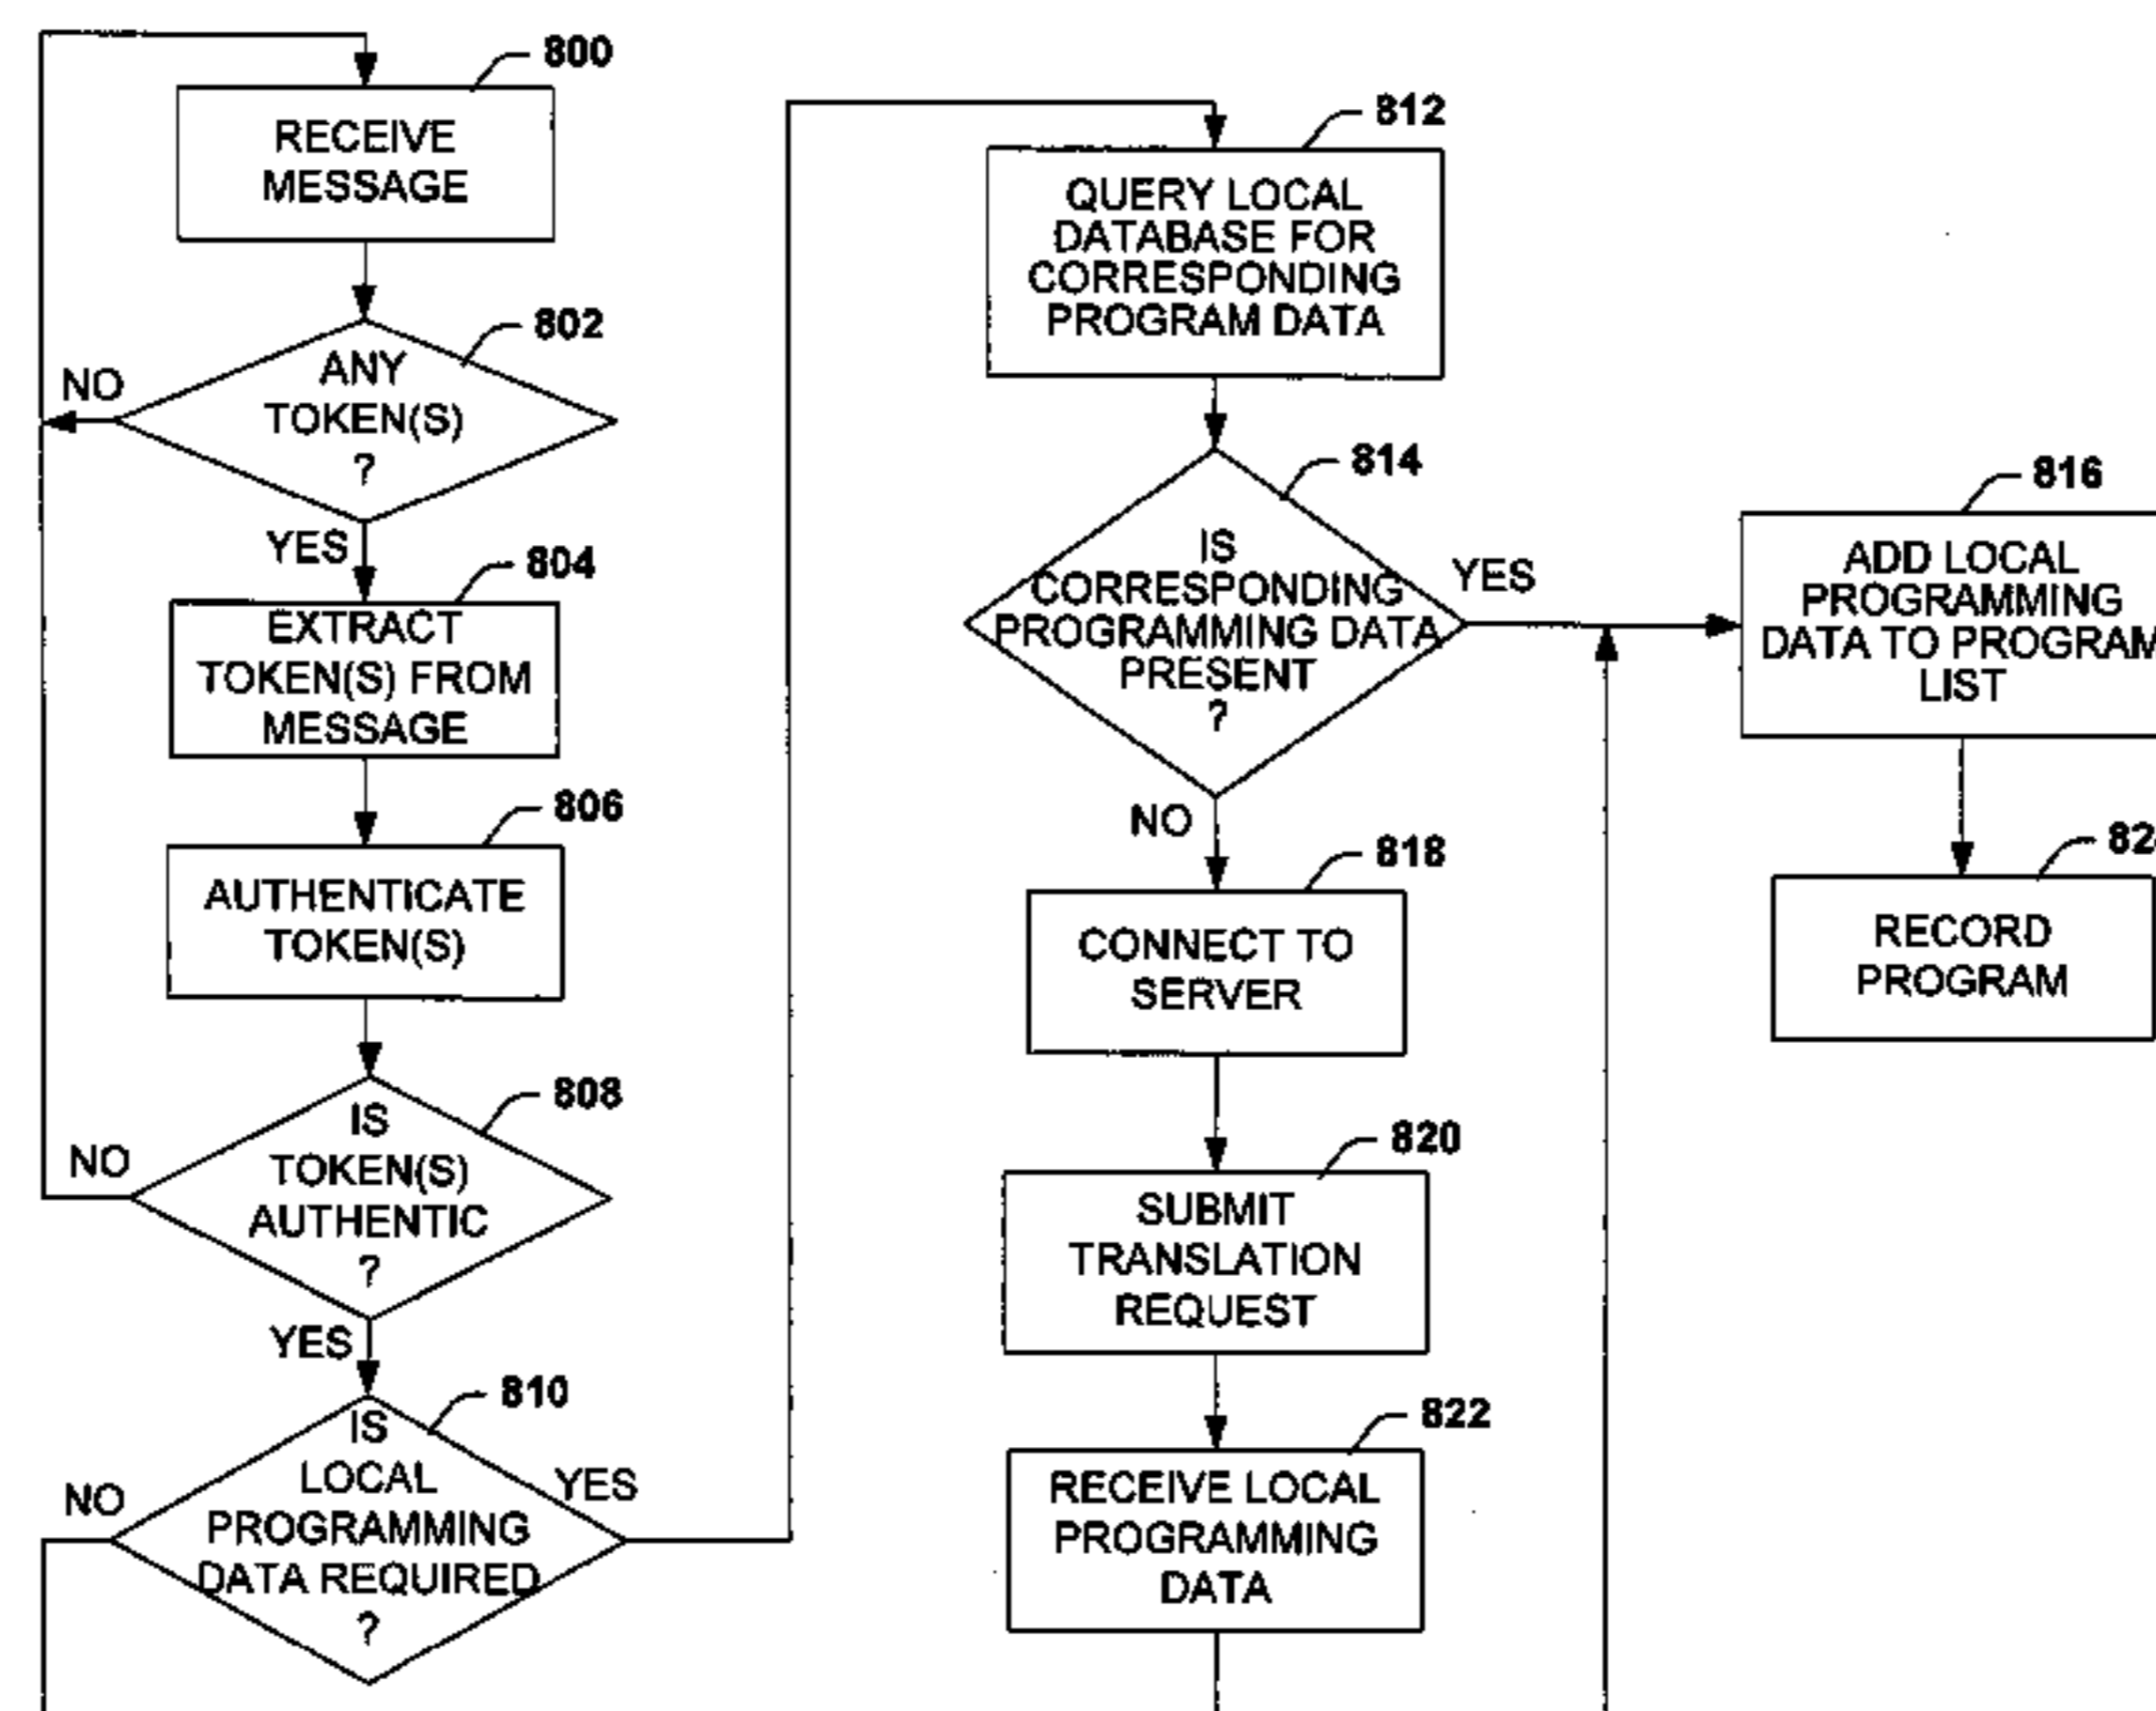 800
RECEIVE
MESSAGE
802
ANY
TOKEN(S)
?
NO
YES
804
EXTRACT
TOKEN(S) FROM
MESSAGE
806
AUTHENTICATE
TOKEN(S)
808
IS
TOKEN(S)
AUTHENTIC
?
NO
YES
810
IS
LOCAL
PROGRAMMING
DATA REQUIRED
?
NO
YES
812
QUERY LOCAL
DATABASE FOR
CORRESPONDING
PROGRAM DATA
814
IS
CORRESPONDING
PROGRAMMING DATA
PRESENT
?
YES
NO
818
CONNECT TO
SERVER
820
SUBMIT
TRANSLATION
REQUEST
822
RECEIVE LOCAL
PROGRAMMING
DATA
816
ADD LOCAL
PROGRAMMING
DATA TO PROGRAM
LIST
RECORD
PROGRAM